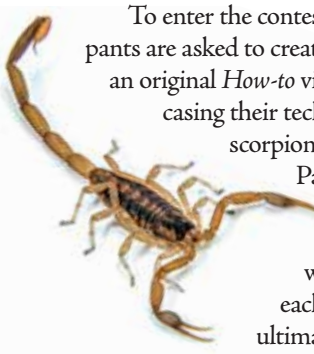 To enter the contes
pants are asked to creat
an original How-to vi
casing their tech
scorpion
Pa
w
each
ultima